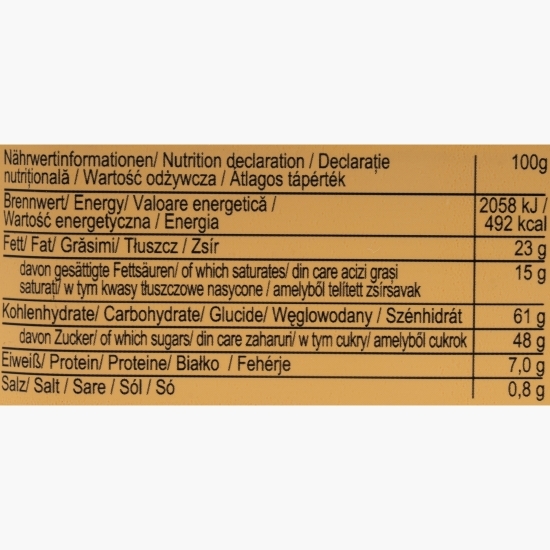 Nährwertinformationen/ Nutrition declaration / Declarație 100g
nutrițională / Wartość odżywcza / Átlagos tápérték
Brennwert/ Energy/ Valoare energetică / 2058 kJ /
Wartość energetyczna / Energia 492 kcal
Fett/ Fat/ Grăsimi/ Tłuszcz / Zsír 23 g
davon gesättigte Fettsäuren/ of which saturates/ din care acizi grași 15 g
saturați/ w tym kwasy tłuszczowe nasycone / amelyből telített zsírsavak
Kohlenhydrate/ Carbohydrate/ Glucide/ Węglowodany / Szénhidrát 61 g
davon Zucker/ of which sugars/ din care zaharuri/ w tym cukry/ amelyből cukrok 48 g
Eiweiß/ Protein/ Proteine/ Białko / Fehérje 7,0 g
Salz/ Salt / Sare / Sól / Só 0,8 g